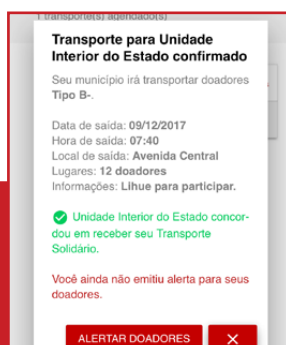 1 transporte(s) agendado(s)
Transporte para Unidade
Interior do Estado confirmado
Seu município irá transportar doadores
Tipo B-.
Data de saída: 09/12/2017
Hora de saída: 07:40
Local de saída: Avenida Central
Lugares: 12 doadores
Informações: Lihue para participar.
Unidade Interior do Estado concor-
dou em receber seu Transporte
Solidário.
Você ainda não emitiu alerta para seus
doadores.
ALERTAR DOADORES